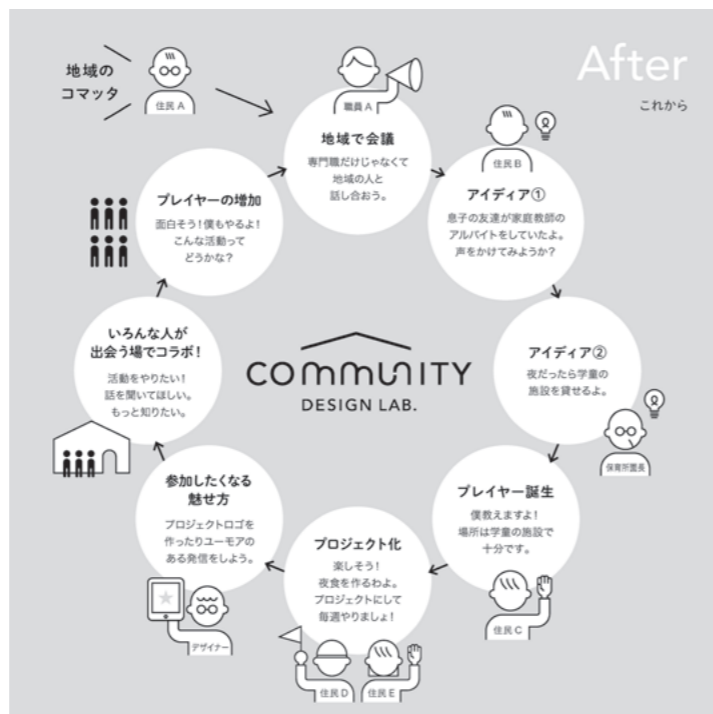 After
これから
地域の
コマッタ
住民A
職員A
地域で会議
専門職だけじゃなくて
地域の人と
話し合おう。
住民B
アイディア①
息子の友達が家庭教師の
アルバイトをしていたよ。
声をかけてみようか?
アイディア②
夜だったら学童の
施設を貸せるよ。
保育所園長
プレイヤー誕生
僕教えますよ!
場所は学童の施設で
十分です。
住民C
プロジェクト化
楽しそう!
夜食を作るわよ。
プロジェクトにして
毎週やりましょ!
住民D
住民E
参加したくなる
魅せ方
プロジェクトロゴを
作ったりユーモアの
ある発信をしよう。
デザイナー
いろんな人が
出会う場でコラボ!
活動をやりたい!
話を聞いてほしい。
もっと知りたい。
プレイヤーの増加
面白そう!僕もやるよ!
こんな活動って
どうかな?
COMMUNITY
DESIGN LAB.